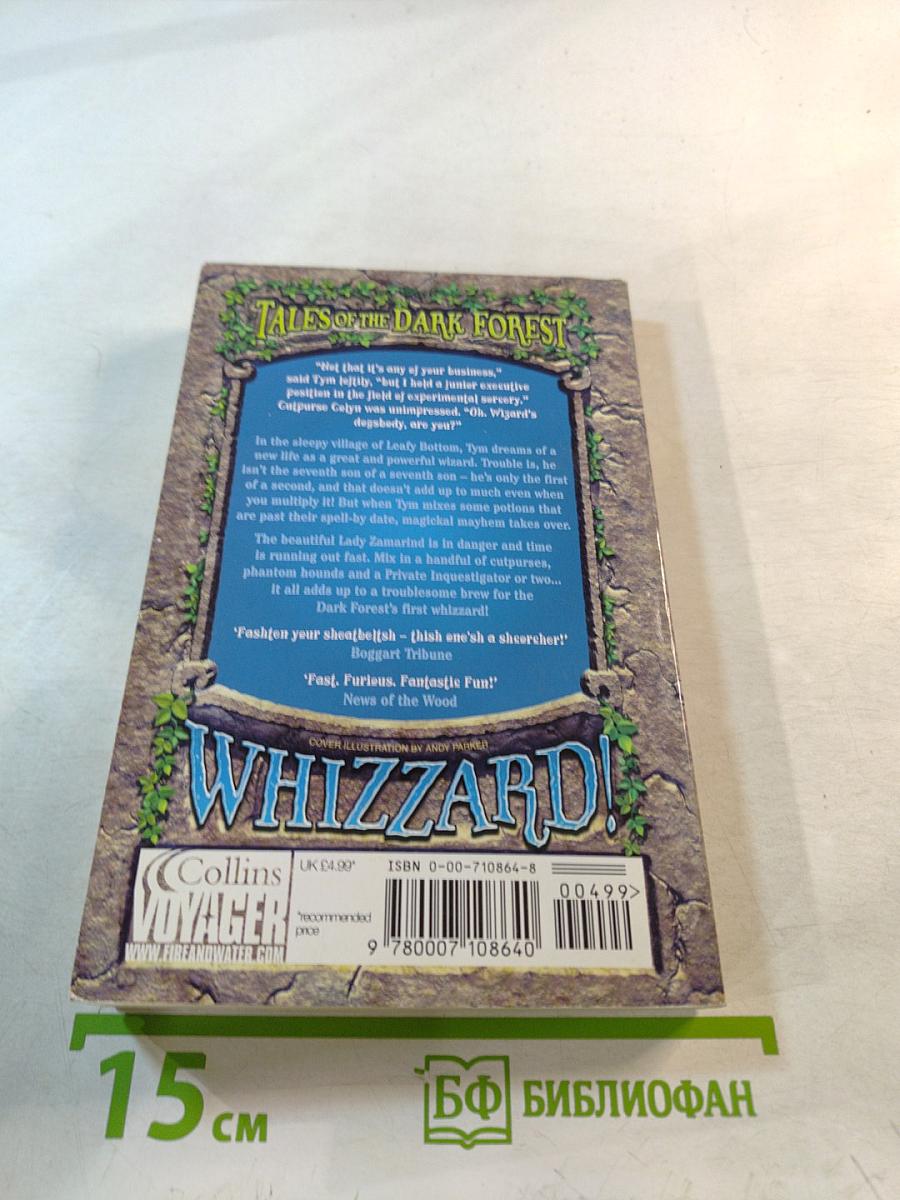 TALES OF THE DARK FOREST
"Not that it's any of your business,"
said Tym loftily, "but I hold a junior executive
position in the field of experimental sorcery."
Cutpurse Colyn was unimpressed. "Oh. Wizard's
dogsbody, are you?"
In the sleepy village of Leafy Bottom, Tym dreams of a
new life as a great and powerful wizard. Trouble is, he
isn't the seventh son of a seventh son – he's only the first
of a second, and that doesn't add up to much even when
you multiply it! But when Tym mixes some potions that
are past their spell-by date, magickal mayhem takes over.
The beautiful Lady Zamarind is in danger and time
is running out fast. Mix in a handful of cutpurses,
phantom hounds and a Private Inquestigator or two...
it all adds up to a troublesome brew for the
Dark Forest's first whizzard!
'Fashten your sheatbeltsh – thish one'sh a shcorcher!'
Boggart Tribune
'Fast. Furious. Fantastic Fun!'
News of the Wood
COVER ILLUSTRATION BY ANDY PARKER
WHIZZARD!
Collins
VOYAGER
WWW.FIREANDWATER.COM
UK £4.99*
*recommended
price
ISBN 0-00-710864-8
00499>
9 780007 108640
15 см
БФ БИБЛИОФАН